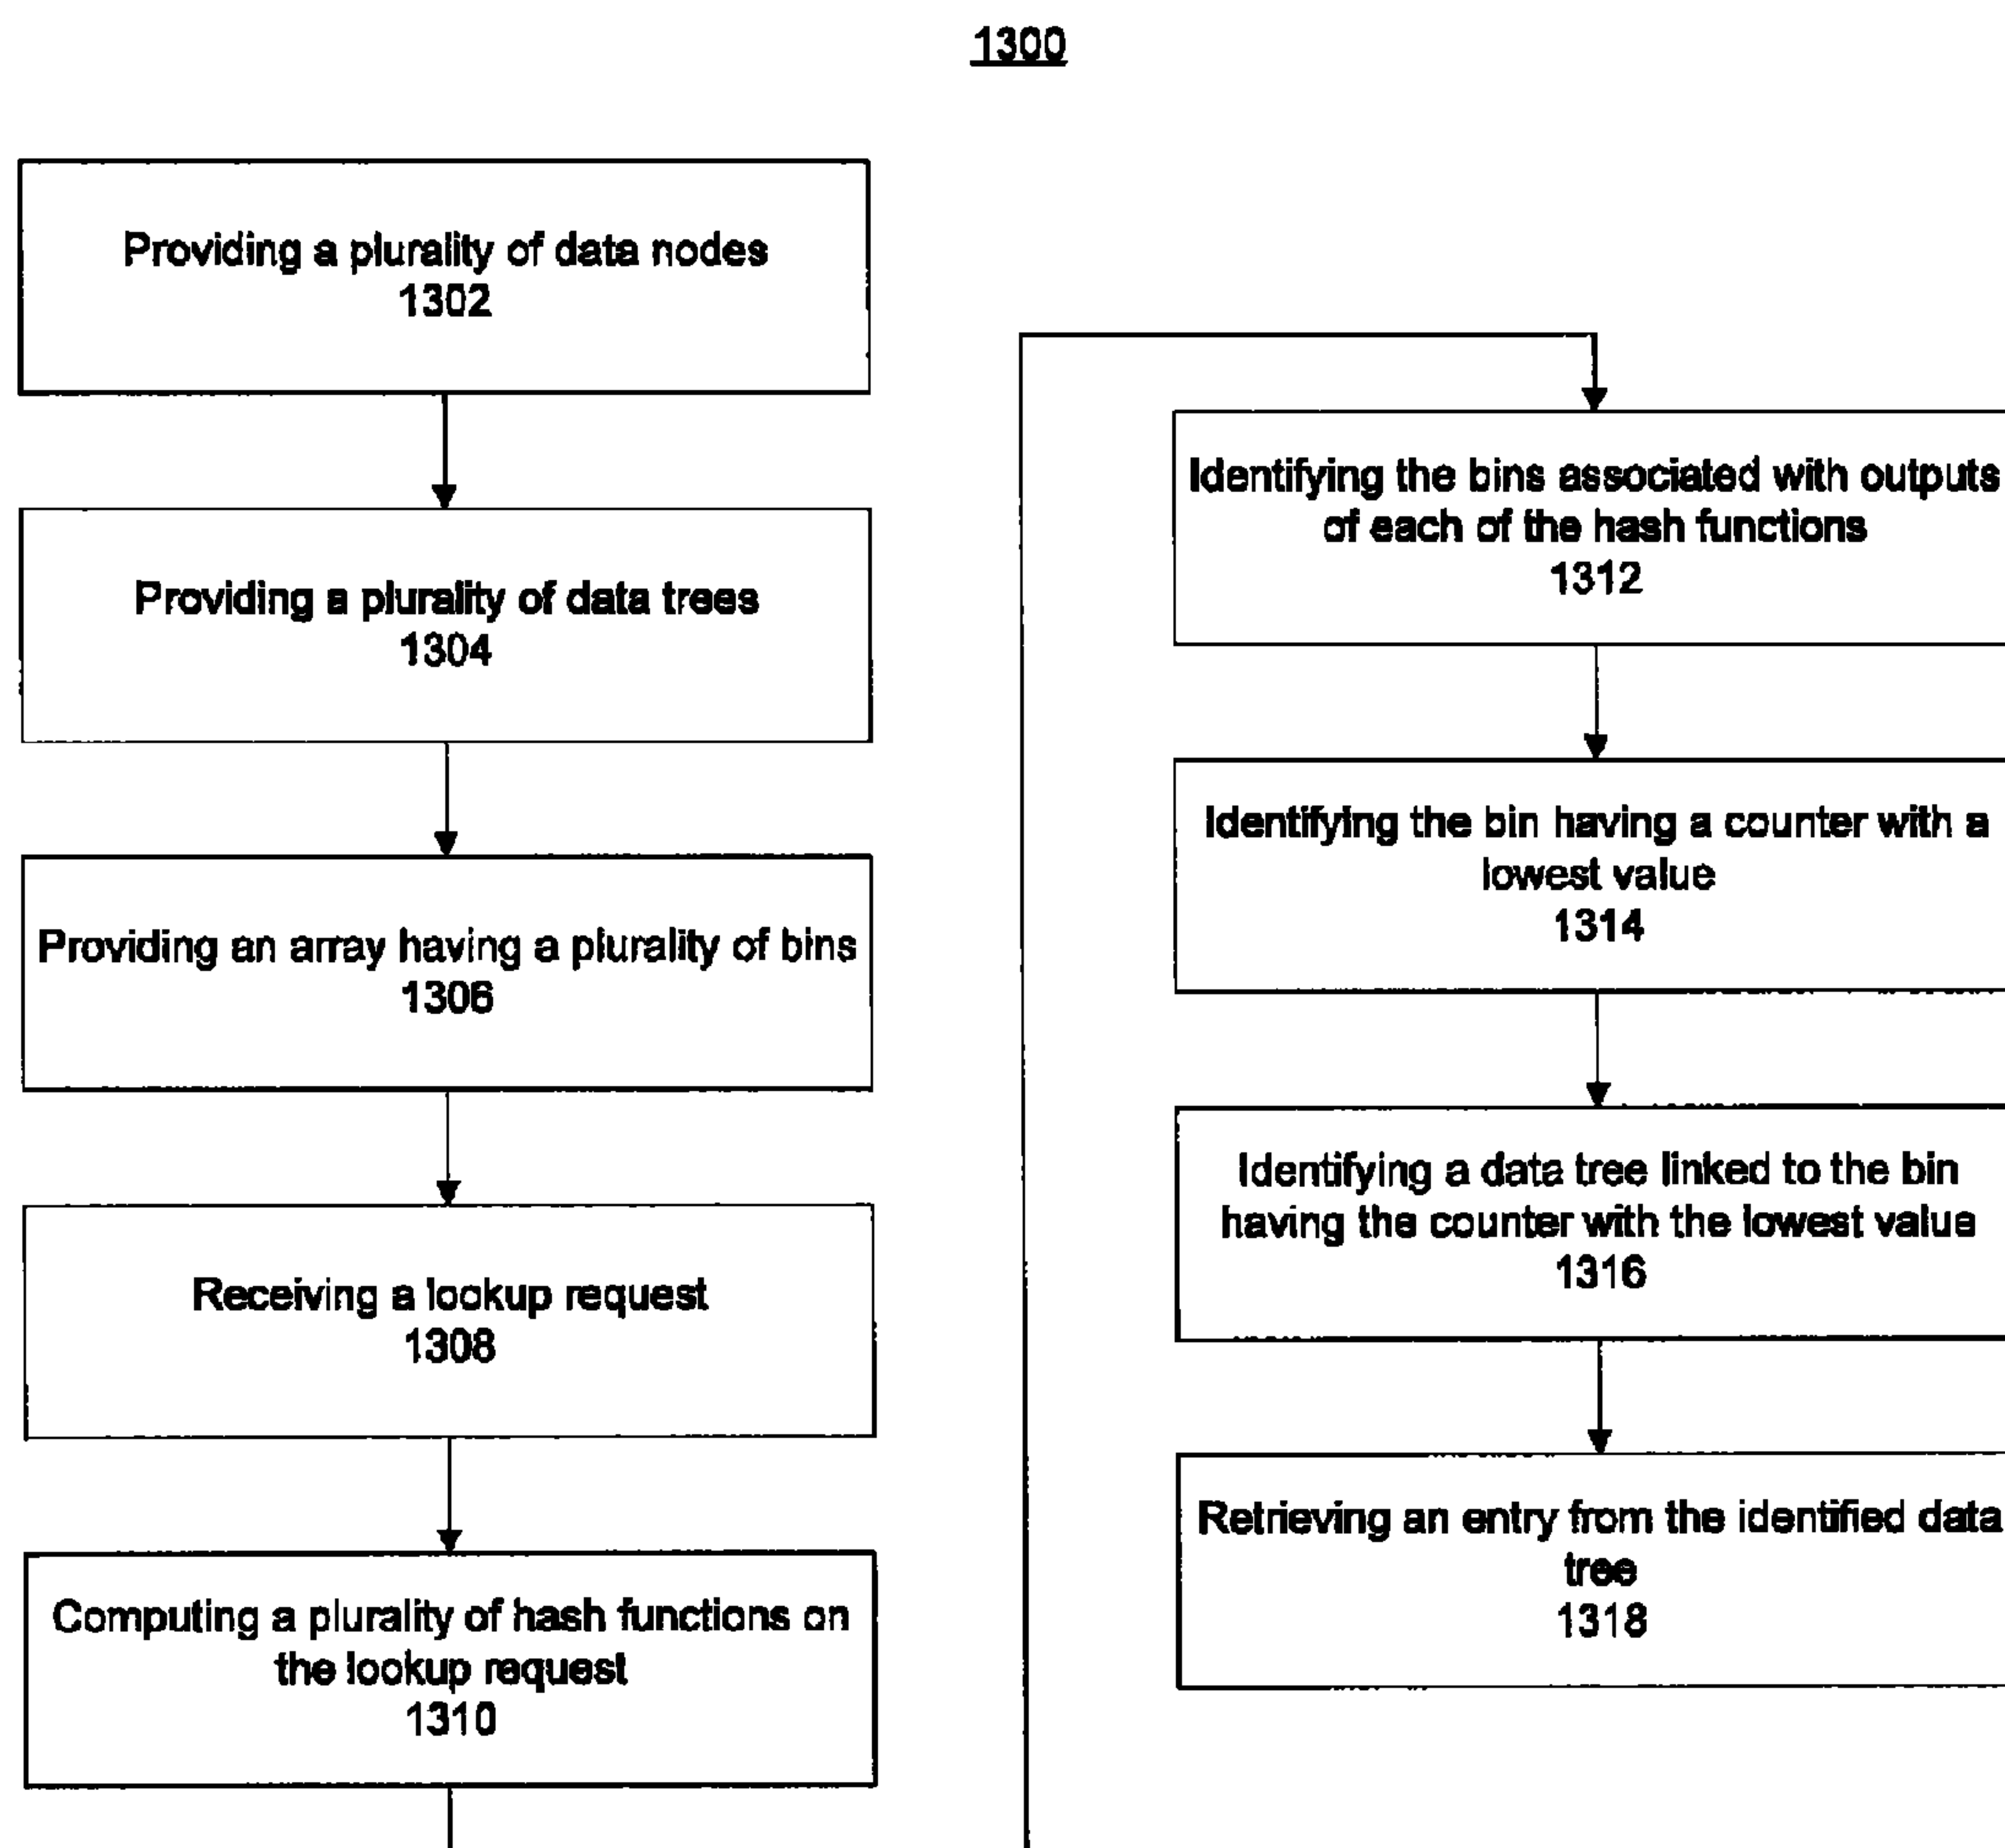 1300
Providing a plurality of data nodes
1302
Providing a plurality of data trees
1304
Providing an array having a plurality of bins
1306
Receiving a lookup request
1308
Computing a plurality of hash functions on
the lookup request
1310
Identifying the bins associated with outputs
of each of the hash functions
1312
Identifying the bin having a counter with a
lowest value
1314
Identifying a data tree linked to the bin
having the counter with the lowest value
1316
Retrieving an entry from the identified data
tree
1318